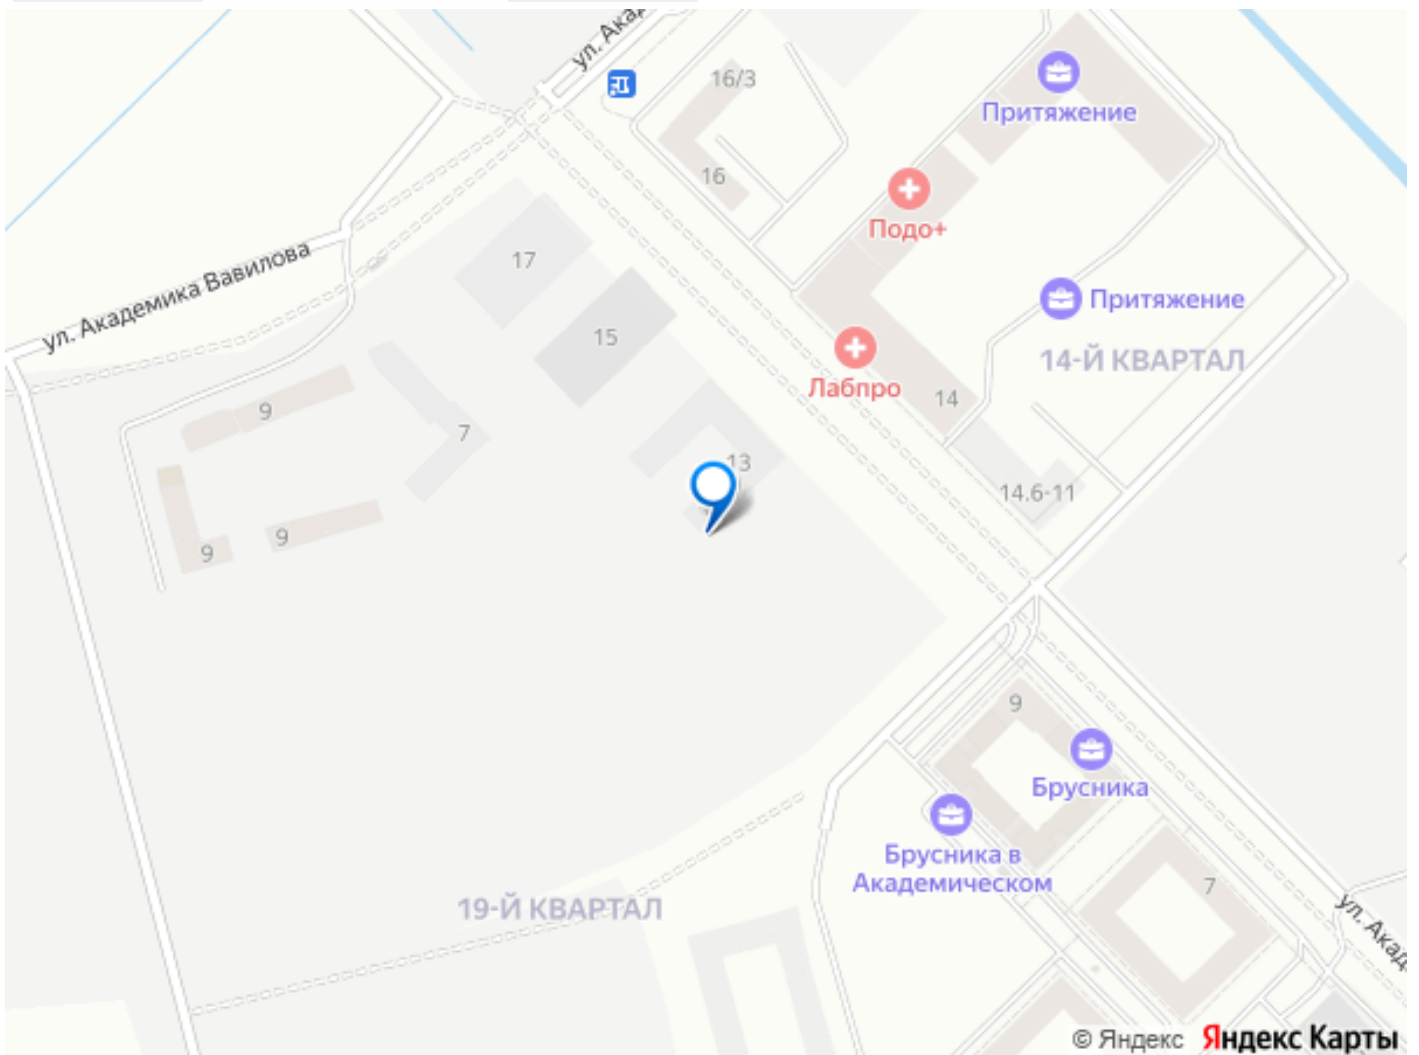 ул. Акад
16/3
Притяжение
16
Подо+
17
ул. Академика Вавилова
Притяжение
15
14-Й КВАРТАЛ
Лабпро
14
9
7
13
14.6-11
9
9
9
Брусника
Брусника в
Академическом
7
19-Й КВАРТАЛ
ул. Акад
© Яндекс Яндекс Карты